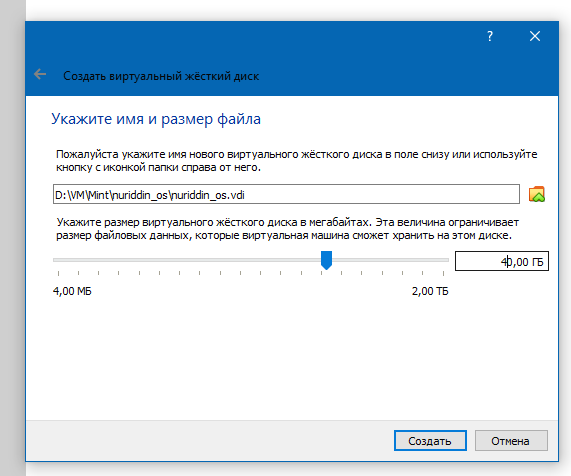 ?
Создать виртуальный жёсткий диск
Укажите имя и размер файла
Пожалуйста укажите имя нового виртуального жёсткого диска в поле снизу или используйте
кнопку с иконкой папки справа от него.
D:\VM\Mint\nuriddin_os\nuriddin_os.vdi
Укажите размер виртуального жёсткого диска в мегабайтах. Эта величина ограничивает
размер файловых данных, которые виртуальная машина сможет хранить на этом диске.
40,00 ГБ
4,00 МБ 2,00 ТБ
Создать Отмена